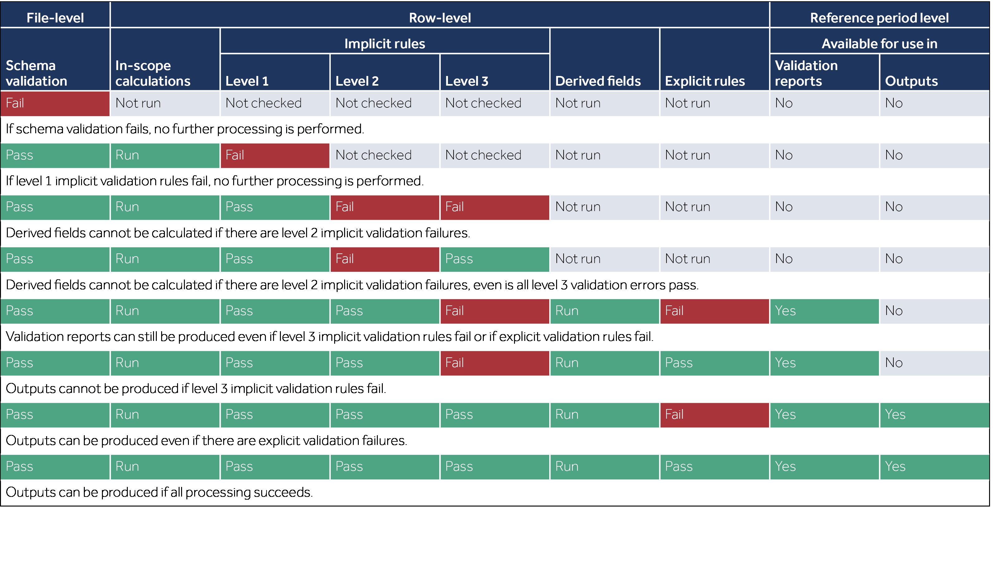 File-level Row-level Reference period level
Implicit rules Available for use in
Schema validation In-scope calculations Level 1 Level 2 Level 3 Derived fields Explicit rules Validation reports Outputs
Fail Not run Not checked Not checked Not checked Not run Not run No No
If schema validation fails, no further processing is performed.
Pass Run Fail Not checked Not checked Not run Not run No No
If level 1 implicit validation rules fail, no further processing is performed.
Pass Run Pass Fail Fail Not run Not run No No
Derived fields cannot be calculated if there are level 2 implicit validation failures.
Pass Run Pass Fail Pass Not run Not run No No
Derived fields cannot be calculated if there are level 2 implicit validation failures, even is all level 3 validation errors pass.
Pass Run Pass Pass Fail Run Fail Yes No
Validation reports can still be produced even if level 3 implicit validation rules fail or if explicit validation rules fail.
Pass Run Pass Pass Fail Run Pass Yes No
Outputs cannot be produced if level 3 implicit validation rules fail.
Pass Run Pass Pass Pass Run Fail Yes Yes
Outputs can be produced even if there are explicit validation failures.
Pass Run Pass Pass Pass Run Pass Yes Yes
Outputs can be produced if all processing succeeds.